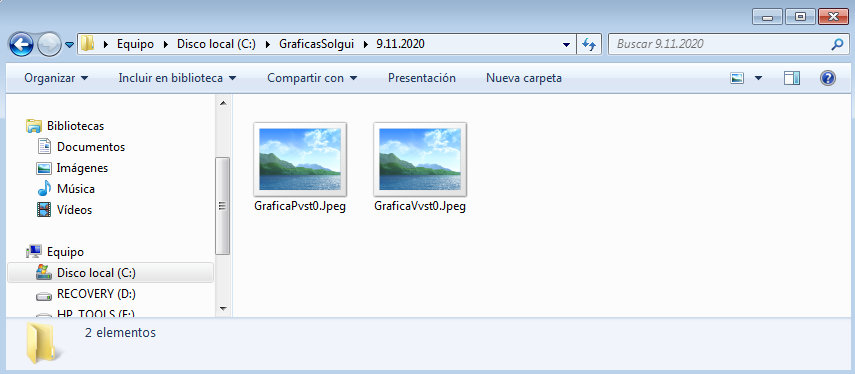 Equipo Disco local (C:) GraficasSolgui 9.11.2020
Buscar 9.11.2020
Organizar Incluir en biblioteca Compartir con Presentación Nueva carpeta
Bibliotecas
Documentos
Imágenes
Música
Vídeos
Equipo
Disco local (C:)
RECOVERY (D:)
HP_TOOLS (E:)
GraficaPvst0.Jpeg
GraficaVvst0.Jpeg
2 elementos